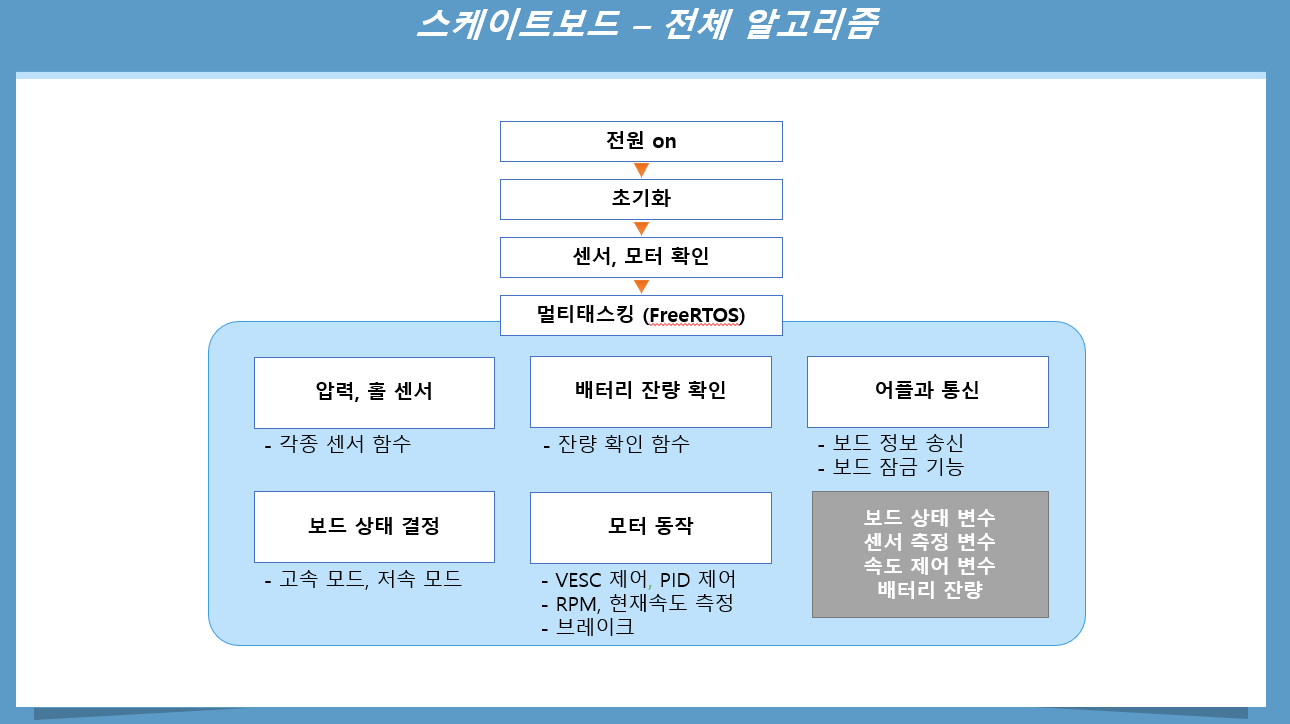 스케이트보드 – 전체 알고리즘
전원 on
초기화
센서, 모터 확인
멀티태스킹 (FreeRTOS)
압력, 홀 센서
- 각종 센서 함수
배터리 잔량 확인
- 잔량 확인 함수
어플과 통신
- 보드 정보 송신
- 보드 잠금 기능
보드 상태 결정
- 고속 모드, 저속 모드
모터 동작
- VESC 제어, PID 제어
- RPM, 현재속도 측정
- 브레이크
보드 상태 변수
센서 측정 변수
속도 제어 변수
배터리 잔량